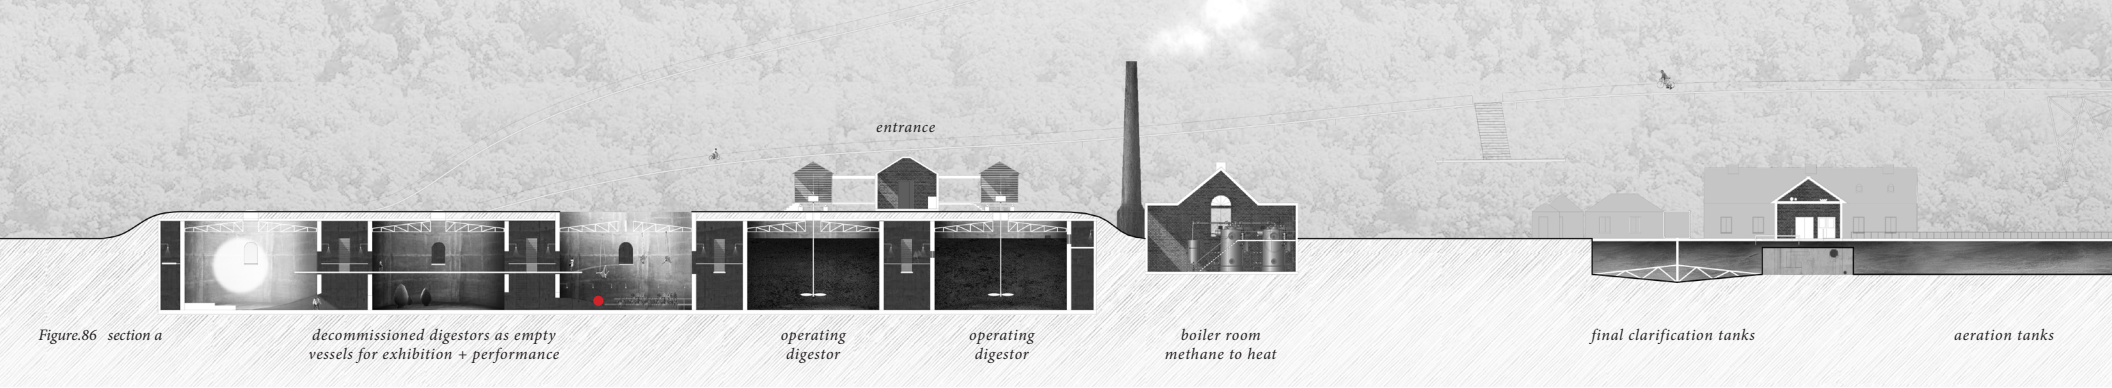 entrance
Figure.86 section a
decommissioned digestors as empty
vessels for exhibition + performance
operating
digestor
operating
digestor
boiler room
methane to heat
final clarification tanks
aeration tanks